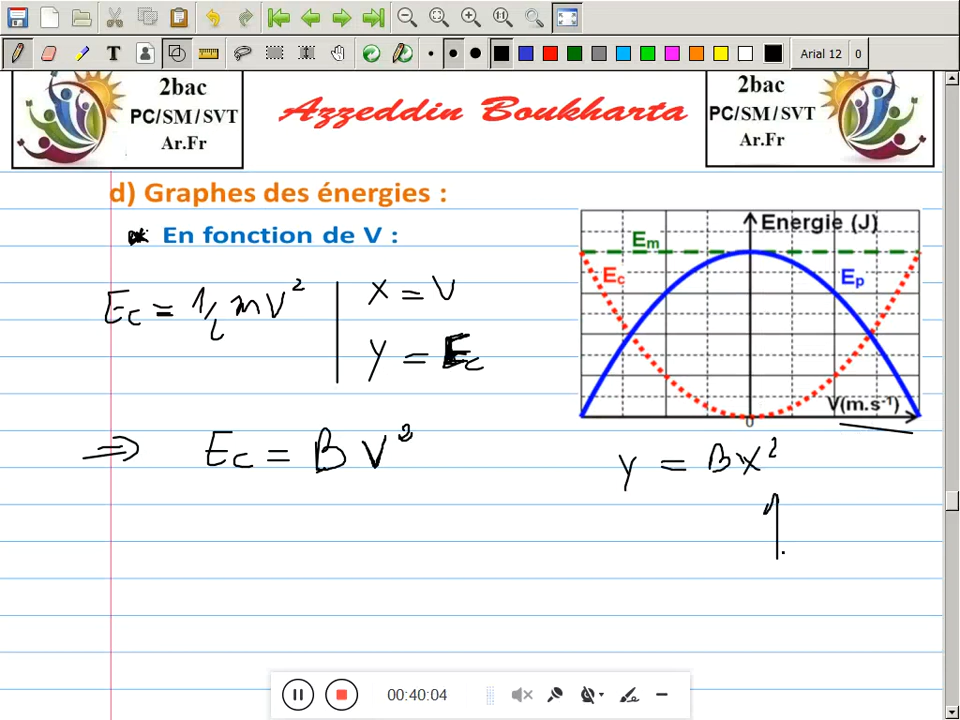 Arial 12 0
2bac
PC/SM/SVT
Ar.Fr
Azzeddin Boukharta
2bac
PC/SM/SVT
Ar.Fr
d) Graphes des énergies :
En fonction de V :
Ec = 1/2 mV²
x = V
y = Ec
⇒ Ec = B V²
Energie (J)
Em
Ec
Ep
V(m.s⁻¹)
0
y = Bx²
00:40:04